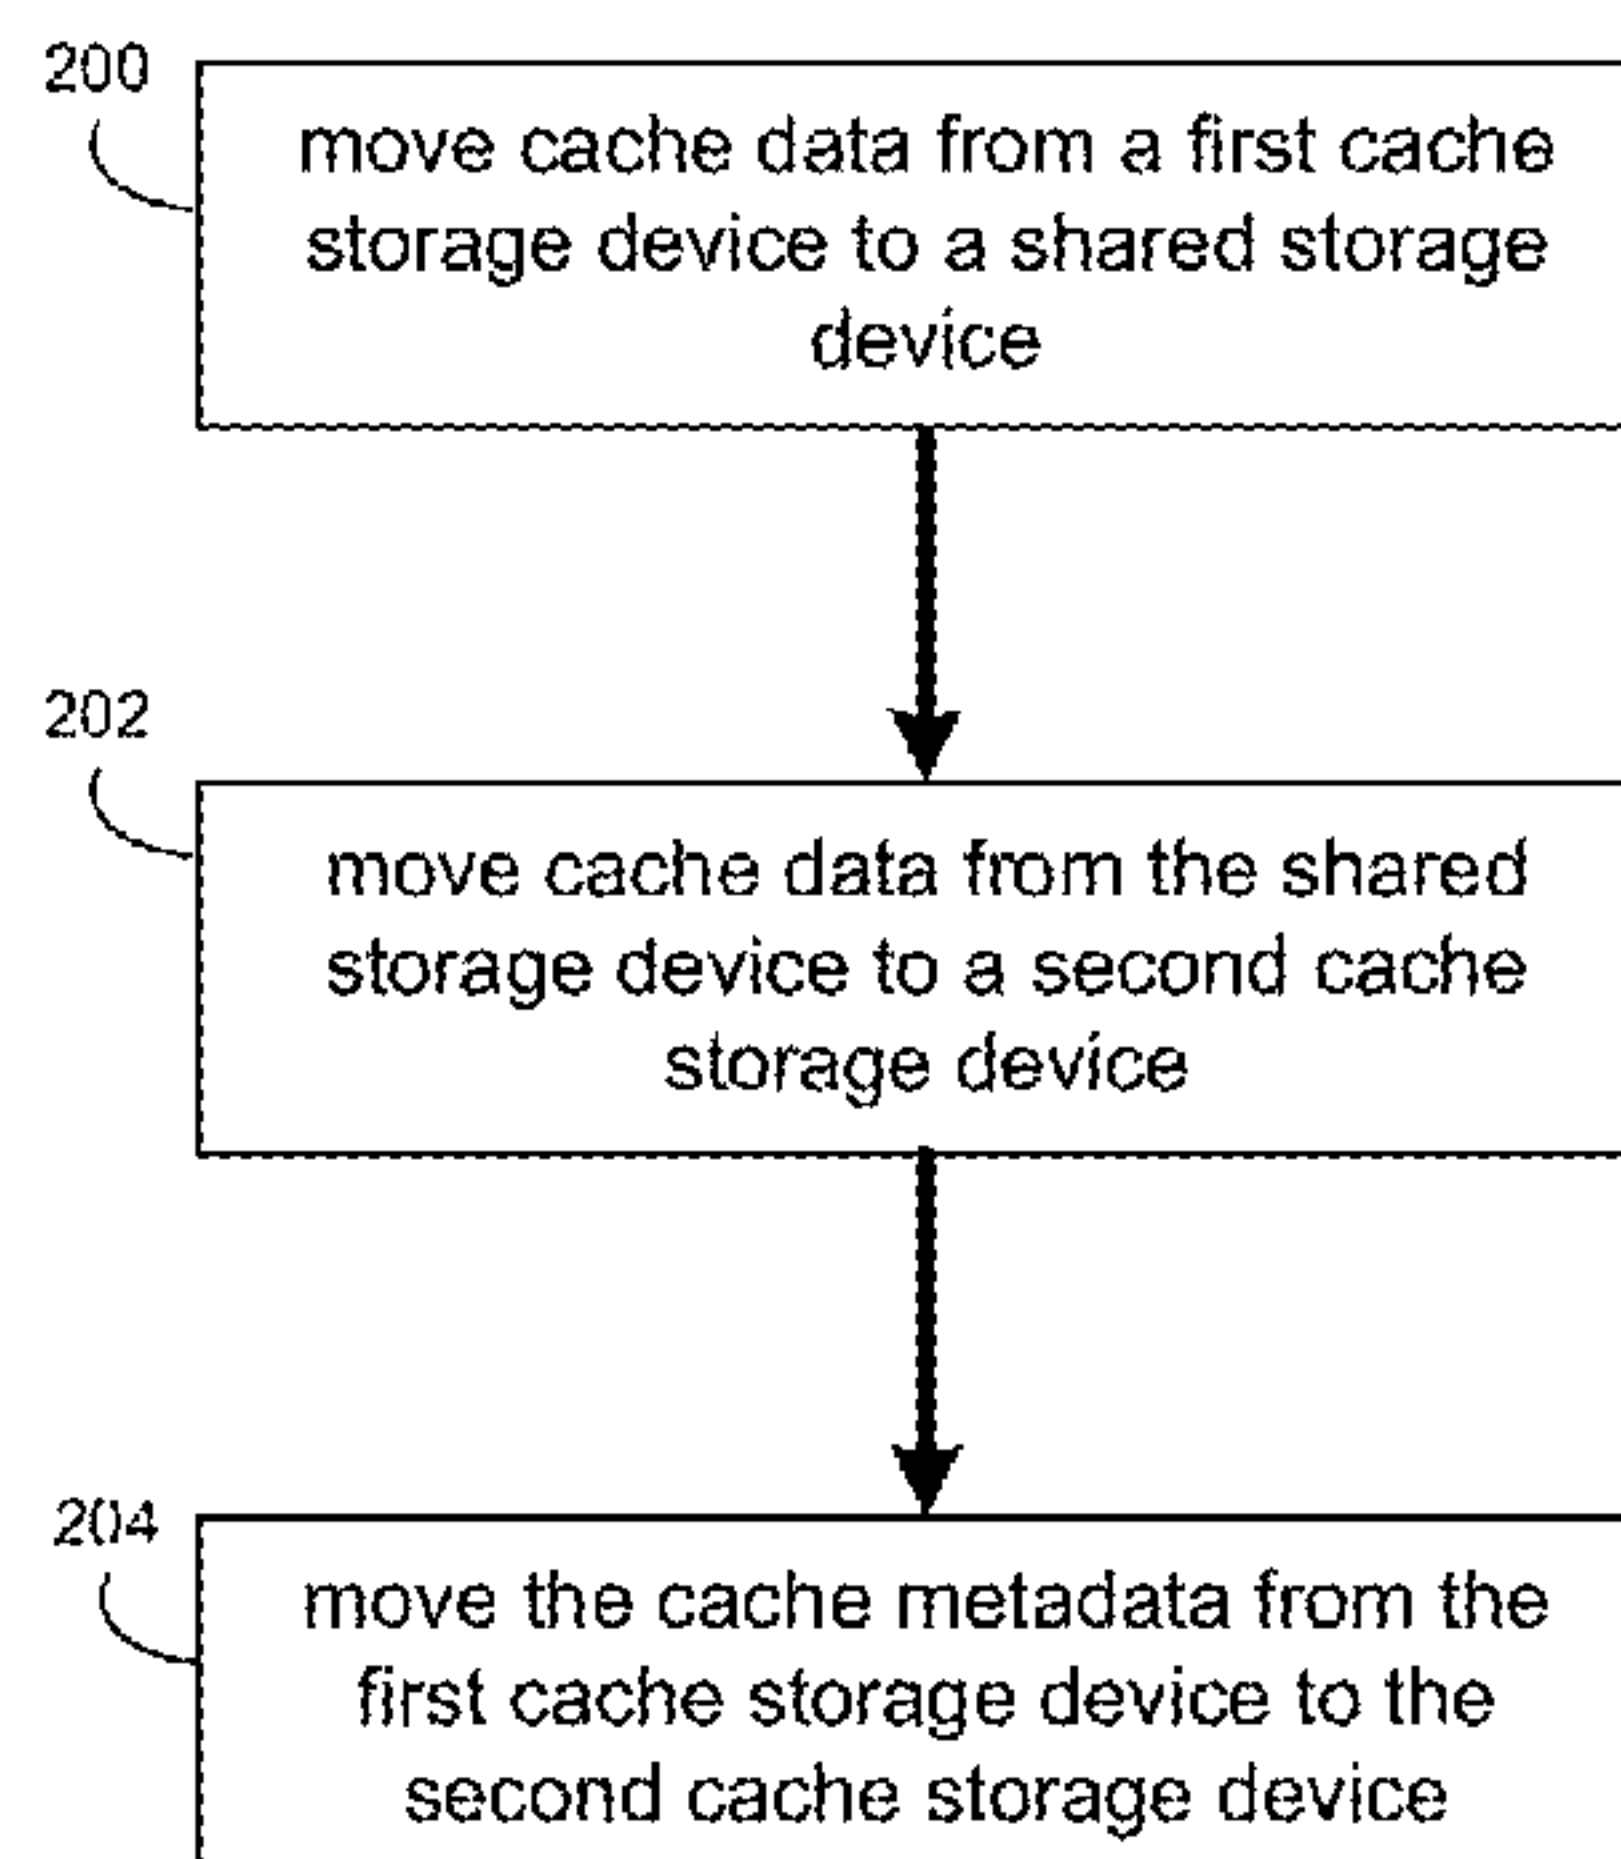 200
move cache data from a first cache
storage device to a shared storage
device
202
move cache data from the shared
storage device to a second cache
storage device
204
move the cache metadata from the
first cache storage device to the
second cache storage device